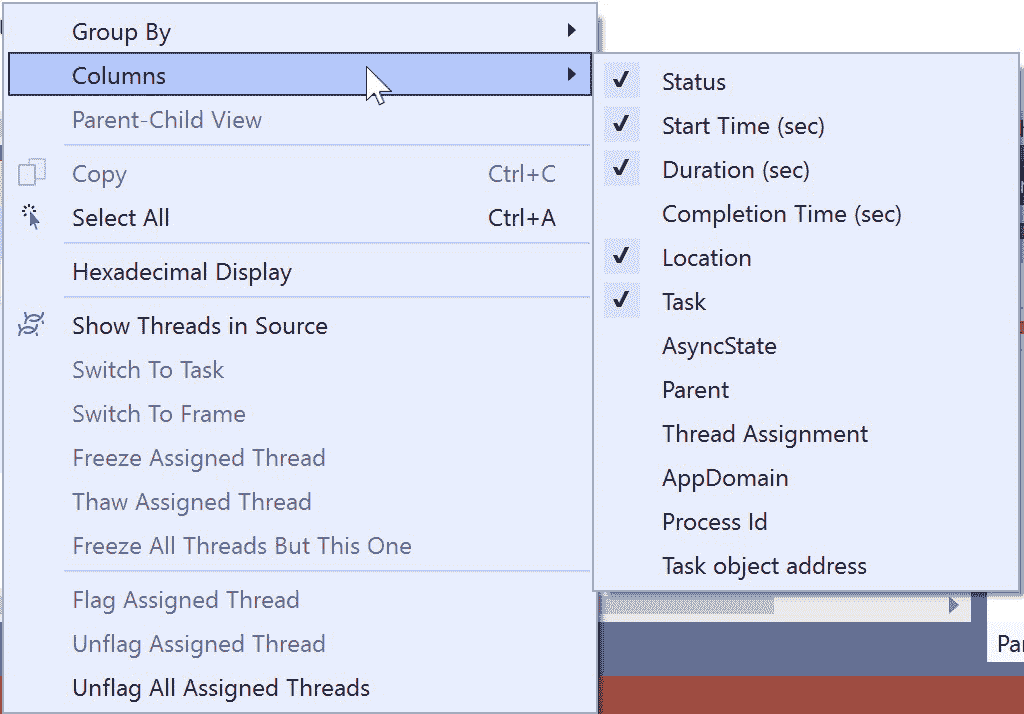 Group By
Columns
Parent-Child View
Copy Ctrl+C
Select All Ctrl+A
Hexadecimal Display
Show Threads in Source
Switch To Task
Switch To Frame
Freeze Assigned Thread
Thaw Assigned Thread
Freeze All Threads But This One
Flag Assigned Thread
Unflag Assigned Thread
Unflag All Assigned Threads
Status
Start Time (sec)
Duration (sec)
Completion Time (sec)
Location
Task
AsyncState
Parent
Thread Assignment
AppDomain
Process Id
Task object address